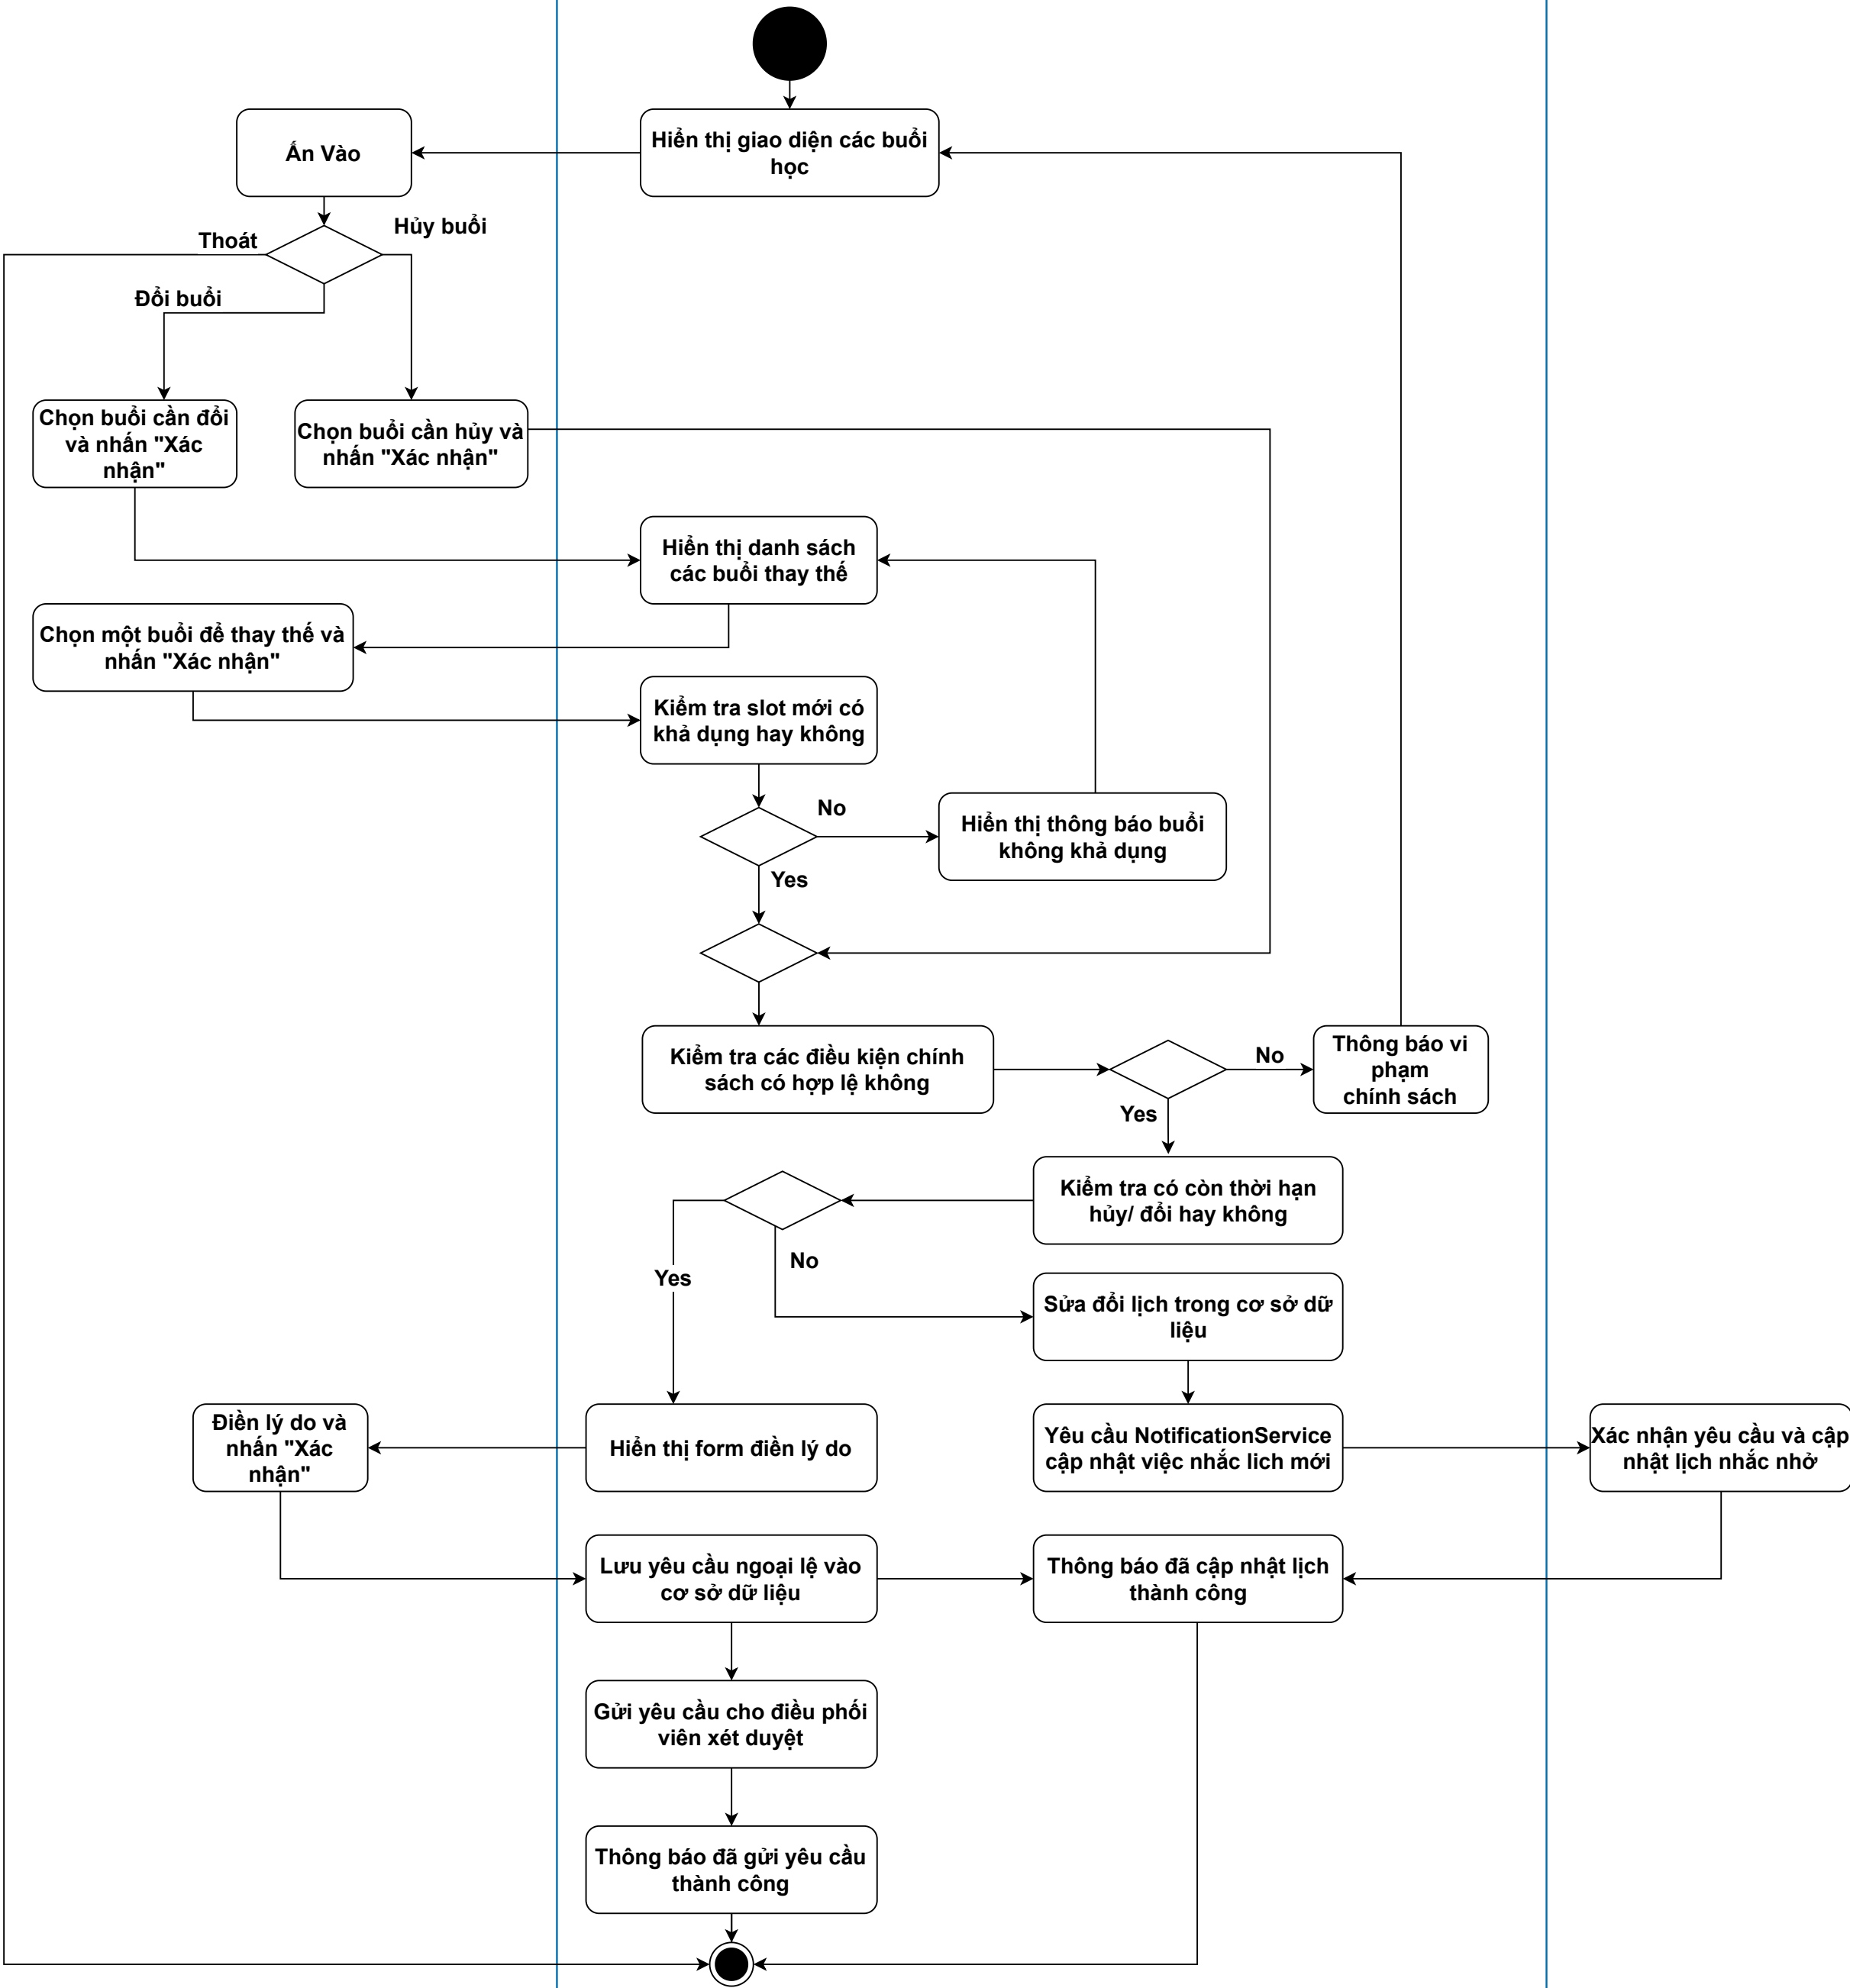 Hiển thị giao diện các buổi
học
Ấn Vào
Hủy buổi
Thoát
Đổi buổi
Chọn buổi cần đổi
và nhấn "Xác
nhận"
Chọn buổi cần hủy và
nhấn "Xác nhận"
Hiển thị danh sách
các buổi thay thế
Chọn một buổi để thay thế và
nhấn "Xác nhận"
Kiểm tra slot mới có
khả dụng hay không
No
Hiển thị thông báo buổi
không khả dụng
Yes
Kiểm tra các điều kiện chính
sách có hợp lệ không
No
Thông báo vi
phạm
chính sách
Yes
Kiểm tra có còn thời hạn
hủy/ đổi hay không
No
Yes
Sửa đổi lịch trong cơ sở dữ
liệu
Điền lý do và
nhấn "Xác
nhận"
Hiển thị form điền lý do
Yêu cầu NotificationService
cập nhật việc nhắc lich mới
Xác nhận yêu cầu và cập
nhật lịch nhắc nhở
Lưu yêu cầu ngoại lệ vào
cơ sở dữ liệu
Thông báo đã cập nhật lịch
thành công
Gửi yêu cầu cho điều phối
viên xét duyệt
Thông báo đã gửi yêu cầu
thành công